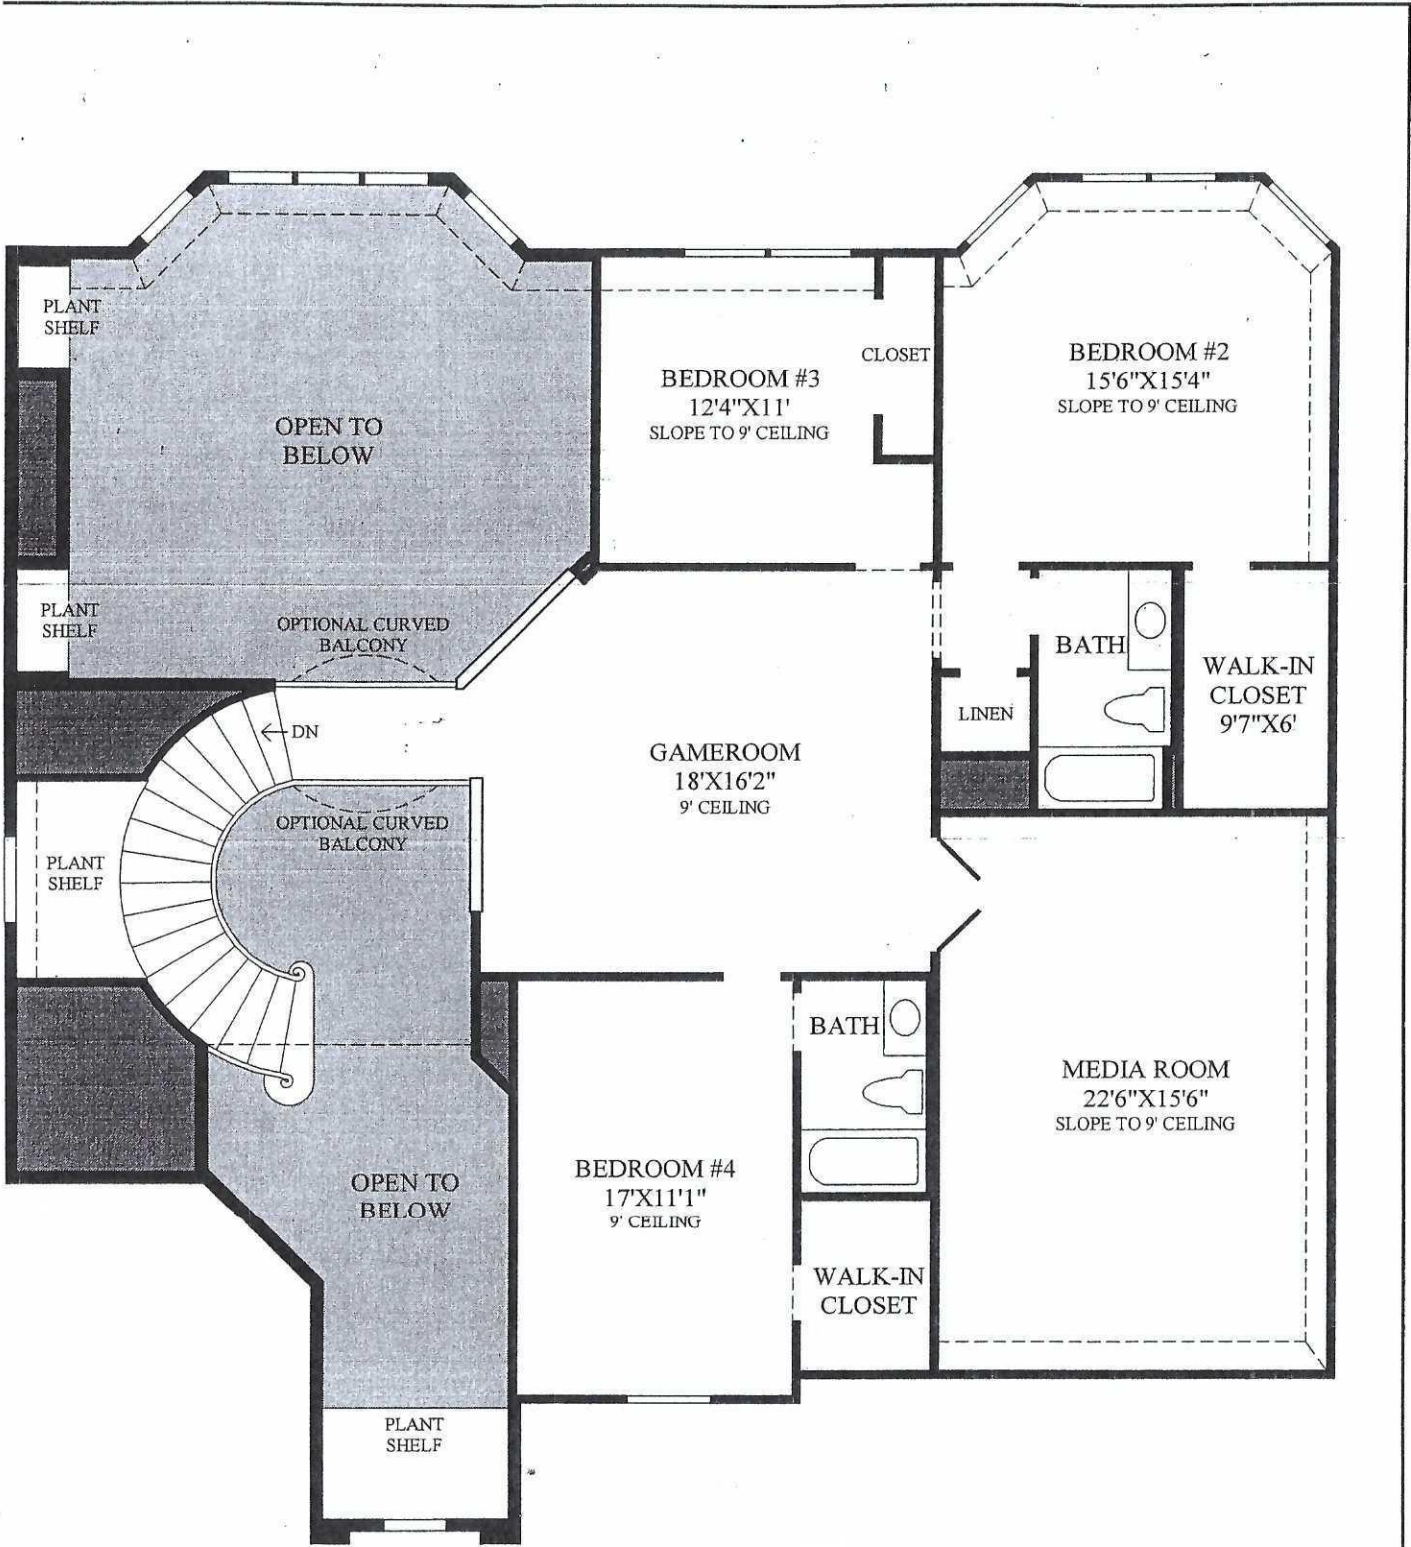 PLANT
SHELF
OPEN TO
BELOW
BEDROOM #3
12'4"X11'
SLOPE TO 9' CEILING
CLOSET
BEDROOM #2
15'6"X15'4"
SLOPE TO 9' CEILING
PLANT
SHELF
OPTIONAL CURVED
BALCONY
BATH
WALK-IN
CLOSET
9'7"X6'
LINEN
DN
GAMEROOM
18'X16'2"
9' CEILING
OPTIONAL CURVED
BALCONY
PLANT
SHELF
BATH
MEDIA ROOM
22'6"X15'6"
SLOPE TO 9' CEILING
OPEN TO
BELOW
BEDROOM #4
17'X11'1"
9' CEILING
WALK-IN
CLOSET
PLANT
SHELF